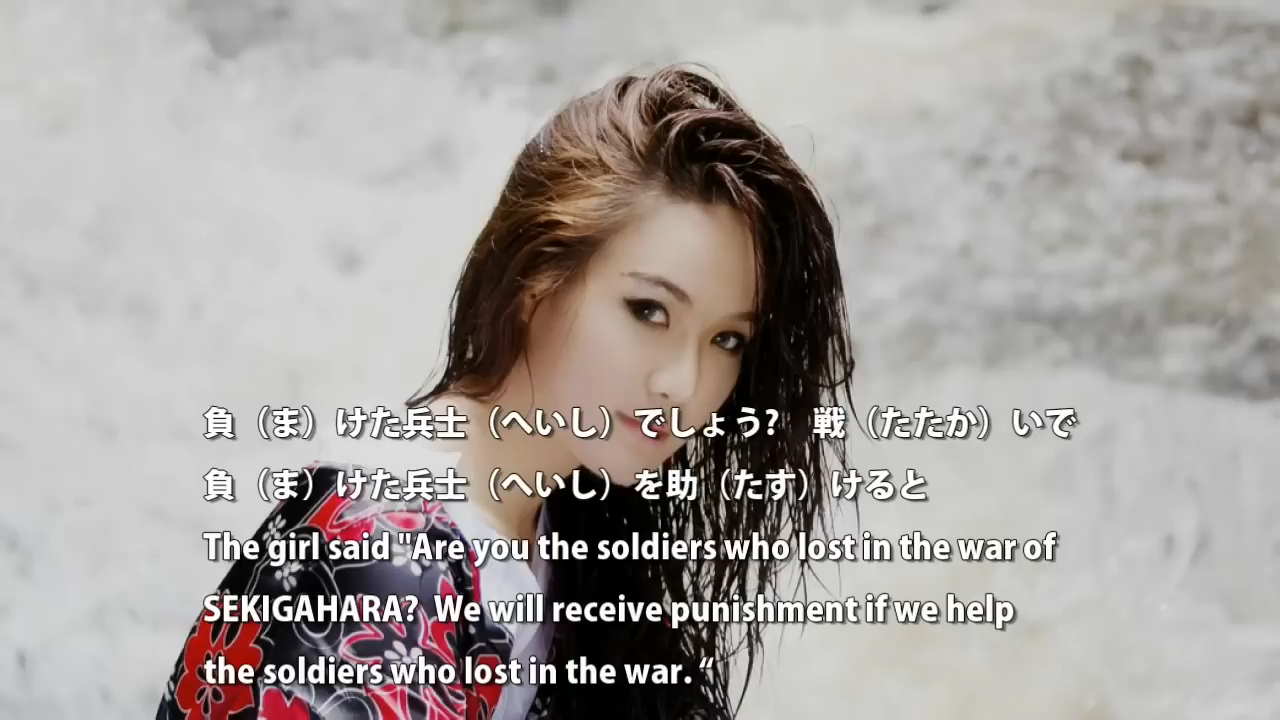 負（ま）けた兵士（へいし）でしょう?　戦（たたか）いで
負（ま）けた兵士（へいし）を助（たす）けると
The girl said "Are you the soldiers who lost in the war of
SEKIGAHARA?  We will receive punishment if we help
the soldiers who lost in the war. “